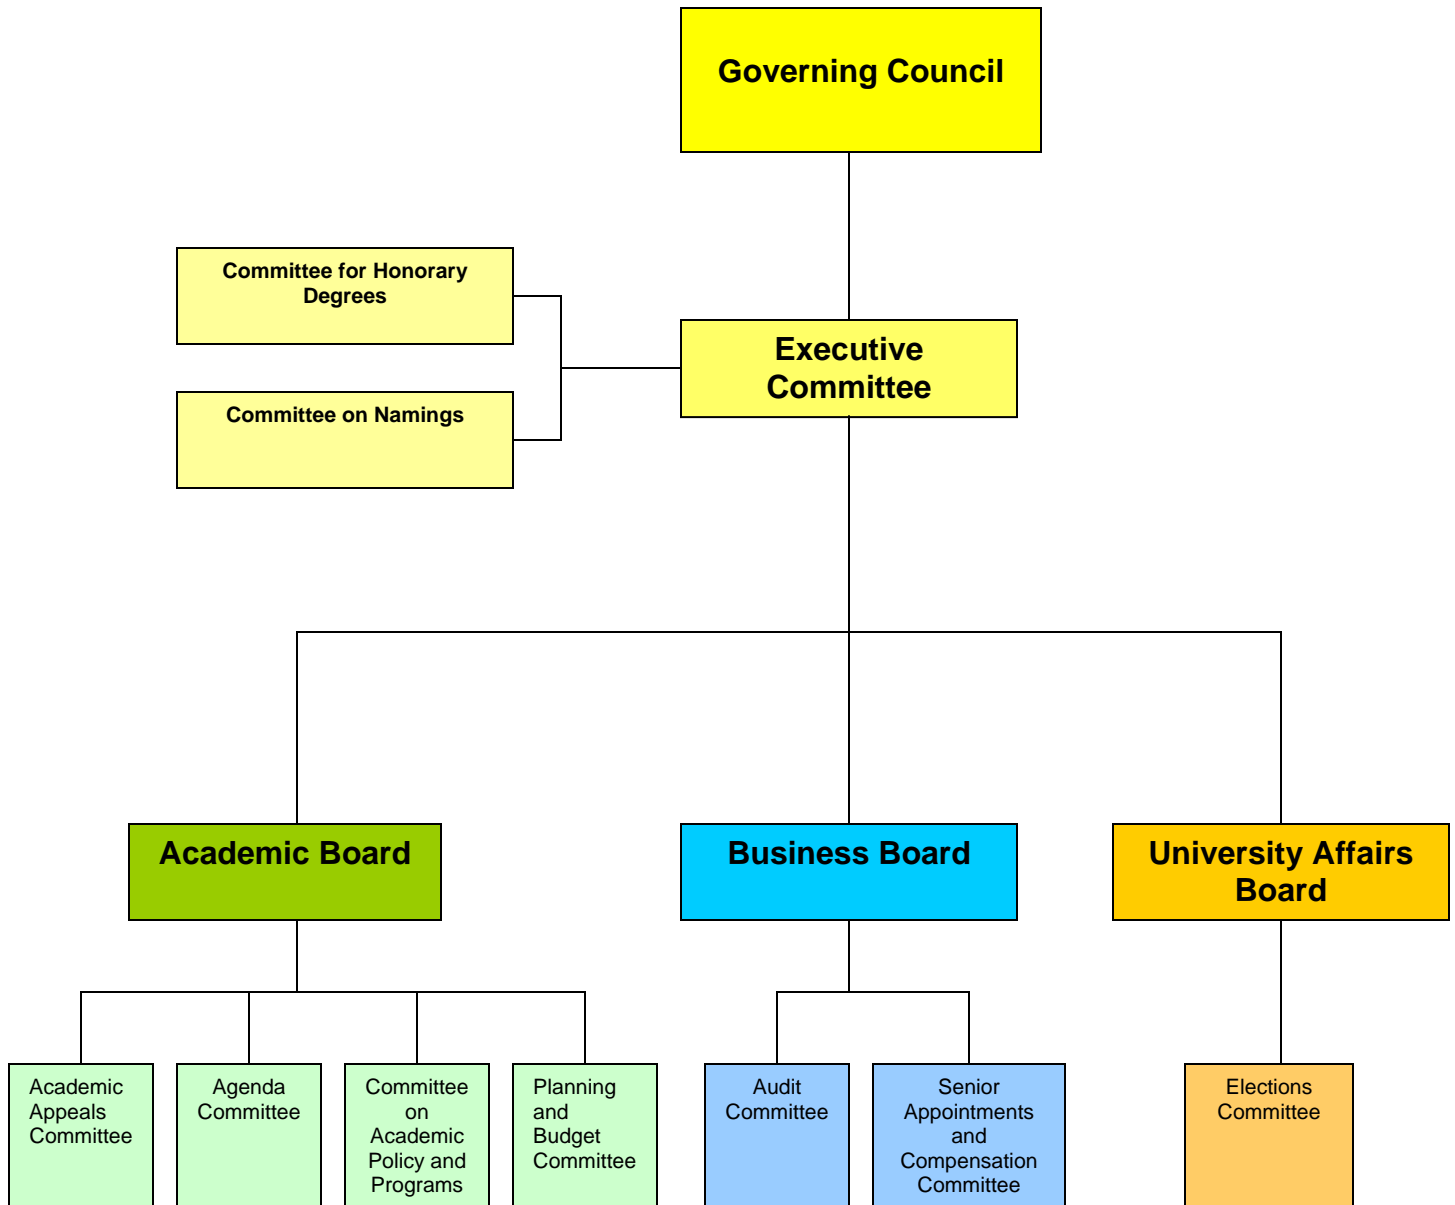 Governing Council
Committee for Honorary
Degrees
Executive
Committee
Committee on Namings
Academic Board
Business Board
University Affairs
Board
Academic
Appeals
Committee
Agenda
Committee
Committee
on
Academic
Policy and
Programs
Planning
and
Budget
Committee
Audit
Committee
Senior
Appointments
and
Compensation
Committee
Elections
Committee